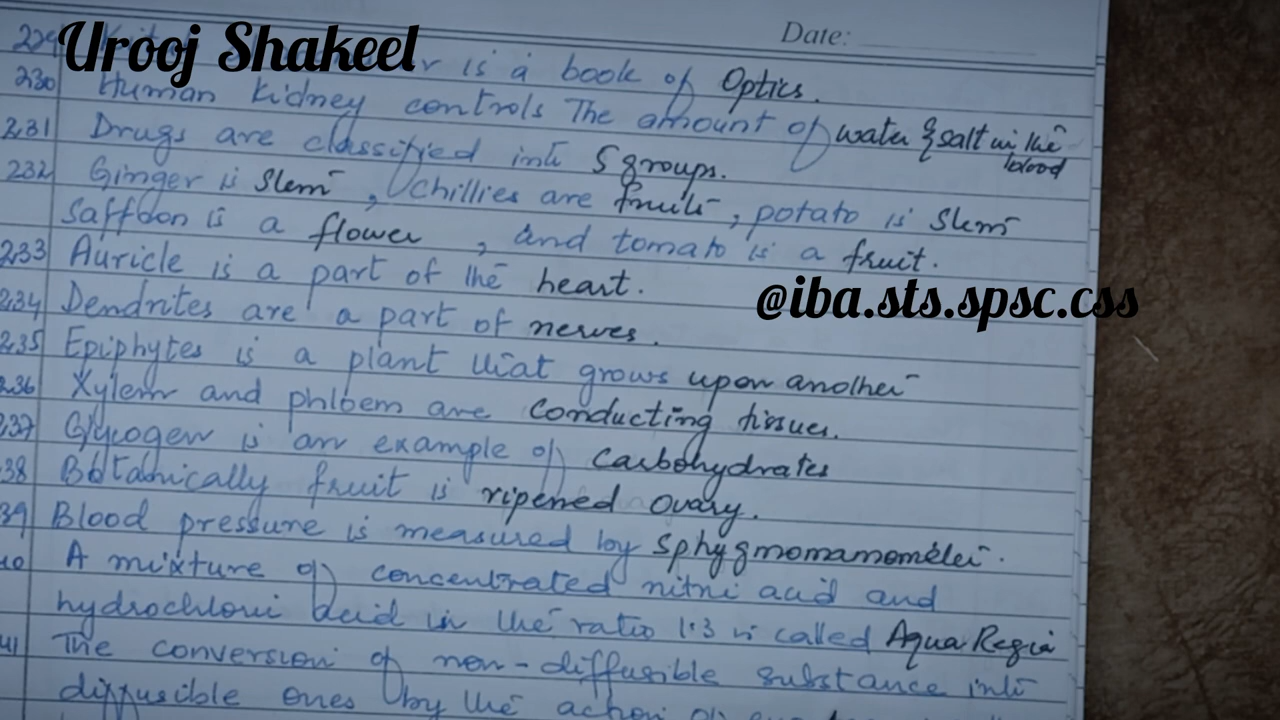 Urooj Shakeel
Date:
229 is a book of Optics.
230 Human kidney controls The amount of water & salt in the
blood
231 Drugs are classified into 5 groups.
232 Ginger is Stem, Chillies are fruits, potato is Stem
Saffoon is a flower, and tomato is a fruit.
233 Auricle is a part of the heart.
@iba.sts.spsc.css
234 Dendrites are a part of nerves.
235 Epiphytes is a plant that grows upon another
236 Xylem and phloem are Conducting tissues.
237 Glycogen is an example of Carbohydrates
38 Botanically fruit is ripened Ovary.
39 Blood pressure is measured by Sphygmomanometer.
40 A mixture of concentrated nitric acid and
hydrochloric acid in the ratio 1:3 is called Aqua Regia
41 The conversion of non-diffusible substance into
diffusible ones by the action of